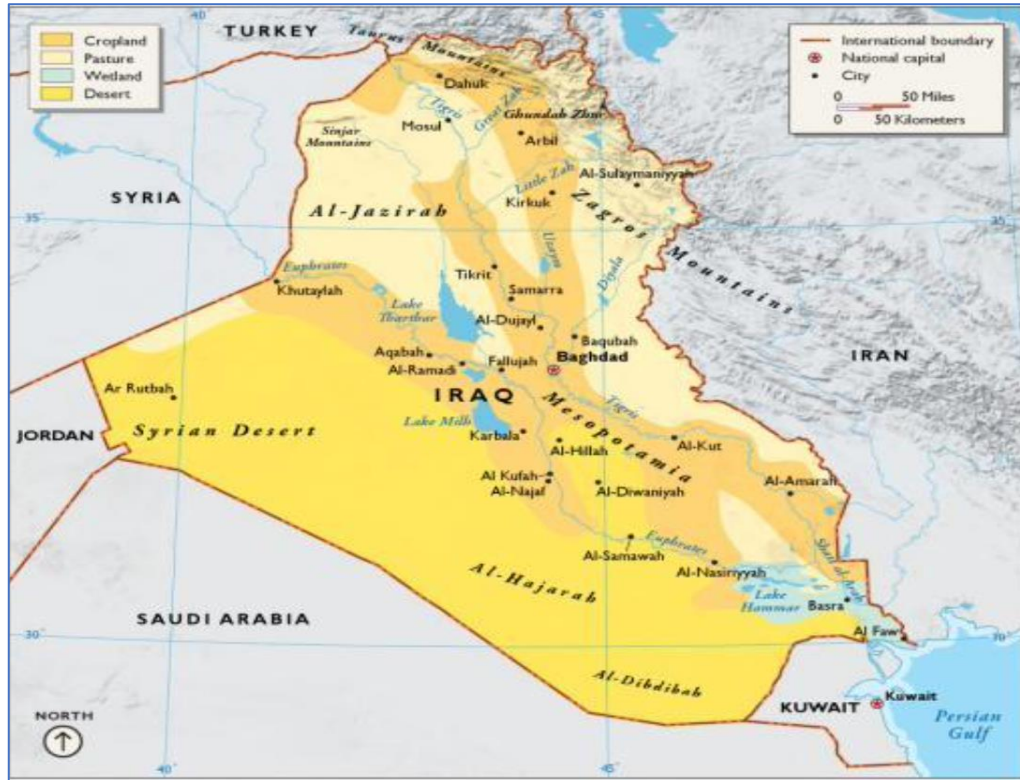 40
45
TURKEY
Taurus Mountains
Cropland
Pasture
Wetland
Desert
International boundary
National capital
City
0 50 Miles
0 50 Kilometers
Dahuk
Tigris
Great Zab
Mosul
Arbil
Sinjar
Mountains
Al-Sulaymaniyyah
Little Zab
Kirkuk
SYRIA
Al-Jazirah
Zagros Mountains
35
35
Uzaym
Diyala
Euphrates
Tikrit
Khutaylah
Samarra
Lake
Tharthar
Al-Dujayl
Baqubah
Aqabah
Fallujah
Baghdad
Al-Ramadi
IRAN
Ar Rutbah
IRAQ
Tigris
Mesopotamia
Lake Milh
Syrian Desert
JORDAN
Karbala
Al-Hillah
Al-Kut
Al Kufah
Al-Najaf
Al-Diwaniyah
Al-Amarah
Al-Samawah
Euphrates
Al-Nasiriyyah
Shatt al-Arab
Al-Hajarah
Lake
Hammar
Basra
SAUDI ARABIA
30
Al Faw
Al-Dibdibah
KUWAIT
Kuwait
Persian
Gulf
NORTH
40
45